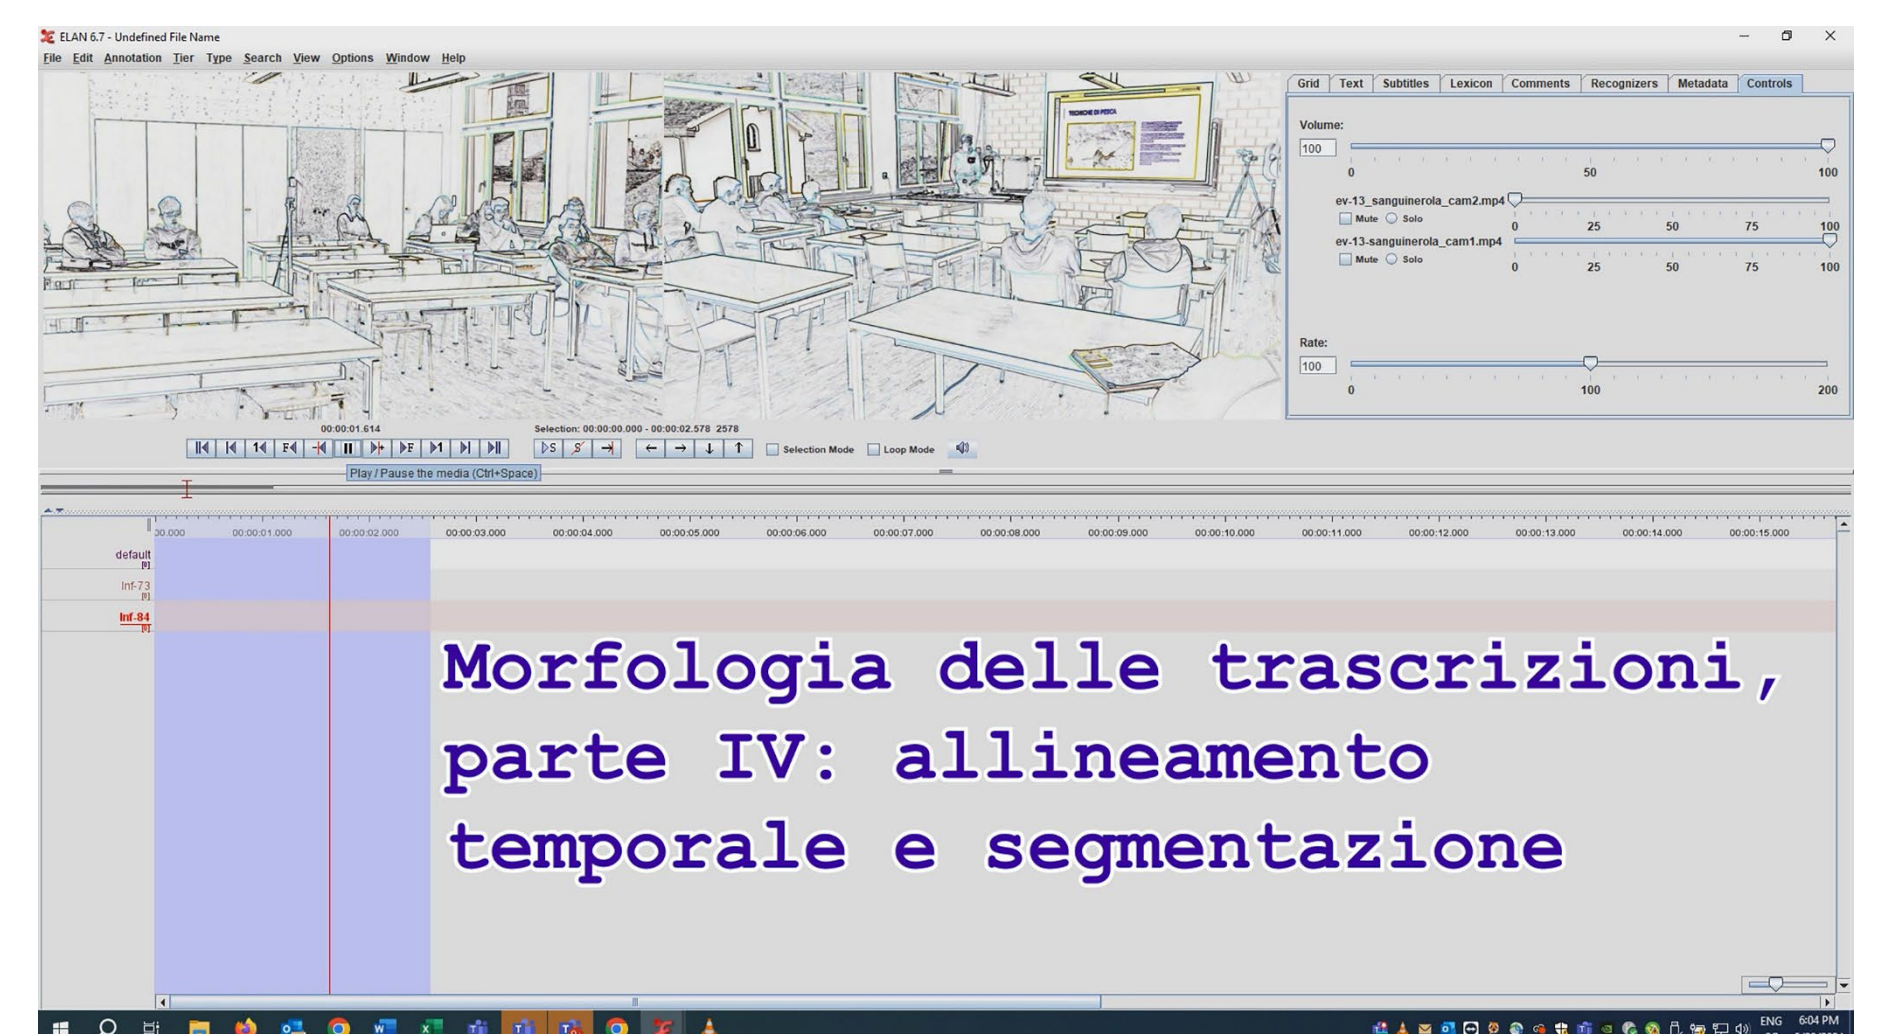 ELAN 6.7 - Undefined File Name
File Edit Annotation Tier Type Search View Options Window Help
TECNICHE DI PESCA
Grid Text Subtitles Lexicon Comments Recognizers Metadata Controls
Volume:
100
0 50 100
ev-13_sanguinerola_cam2.mp4
Mute Solo
0 25 50 75 100
ev-13-sanguinerola_cam1.mp4
Mute Solo
0 25 50 75 100
Rate:
100
0 100 200
00:00:01.614
Selection: 00:00:00.000 - 00:00:02.578 2578
Selection Mode Loop Mode
Play / Pause the media (Ctrl+Space)
00.000 00:00:01.000 00:00:02.000 00:00:03.000 00:00:04.000 00:00:05.000 00:00:06.000 00:00:07.000 00:00:08.000 00:00:09.000 00:00:10.000 00:00:11.000 00:00:12.000 00:00:13.000 00:00:14.000 00:00:15.000
default
[0]
Inf-73
[0]
Inf-84
[0]
Morfologia delle trascrizioni,
parte IV: allineamento
temporale e segmentazione
ENG 6:04 PM